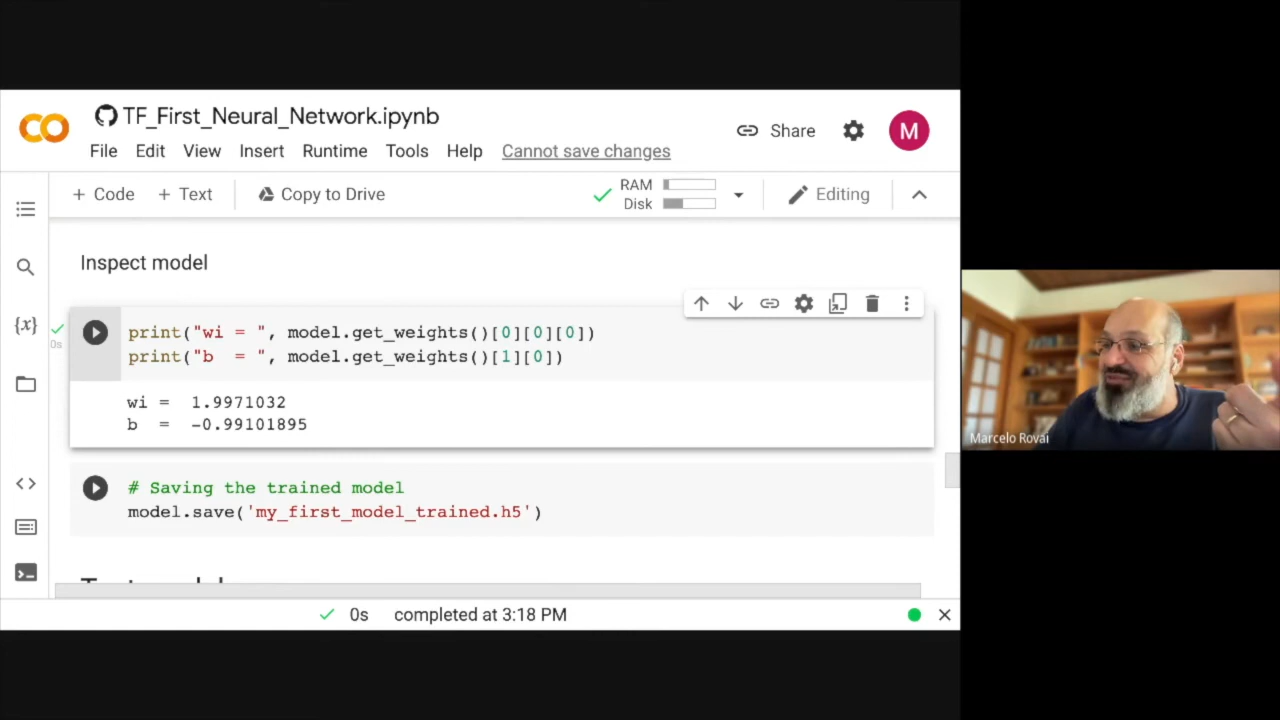 TF_First_Neural_Network.ipynb
File Edit View Insert Runtime Tools Help Cannot save changes
Share
M
+ Code + Text Copy to Drive
RAM
Disk
Editing
Inspect model
{x}
0s
print("wi = ", model.get_weights()[0][0][0])
print("b  = ", model.get_weights()[1][0])
wi =  1.9971032
b  =  -0.99101895
# Saving the trained model
model.save('my_first_model_trained.h5')
0s completed at 3:18 PM
Marcelo Rovai